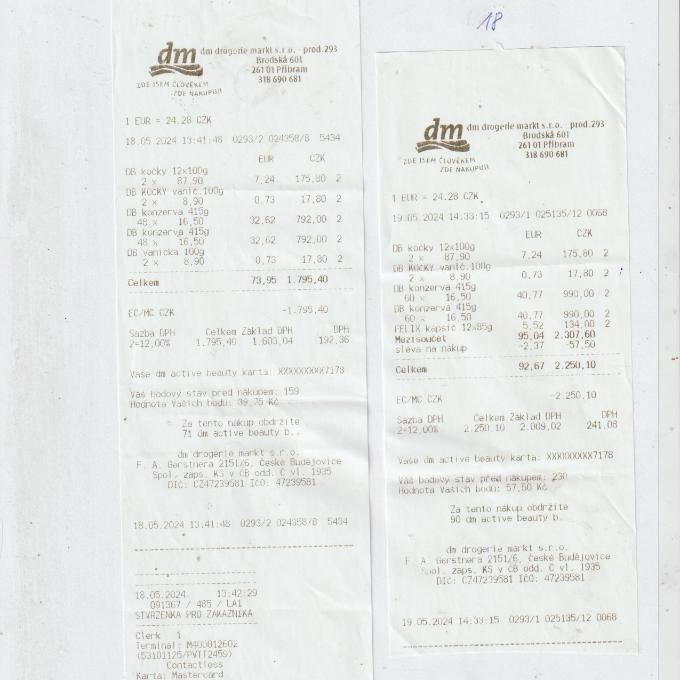 18
dm dm drogerie markt s.r.o. - prod.293
Brodská 601
261 01 Příbram
318 690 681
ZDE JSEM ČLOVĚKEM
ZDE NAKUPUJI
1 EUR = 24.28 CZK
18.05.2024 13:41:48 0293/2 024358/8 5434
EUR CZK
DB kočky 12x100g
2 x 87,90 7,24 175,80 2
DB KOČKY vanič.100g
2 x 8,90 0,73 17,80 2
DB konzerva 415g
48 x 16,50 32,62 792,00 2
DB konzerva 415g
48 x 16,50 32,62 792,00 2
DB vanička 100g
2 x 8,90 0,73 17,80 2
Celkem 73,95 1.795,40
EC/MC CZK -1.795,40
Sazba DPH Celkem Základ DPH DPH
2=12,00% 1.795,40 1.603,04 192,36
Vaše dm active beauty karta: XXXXXXXXX7178
Váš bodový stav před nákupem: 159
Hodnota Vašich bodů: 39,75 Kč
Za tento nákup obdržíte
71 dm active beauty b..
dm drogerie markt s.r.o.
F. A. Gerstnera 2151/6, České Budějovice
Spol. zaps. KS v ČB odd. C vl. 1935
DIČ: CZ47239581 IČO: 47239581
18.05.2024 13:41:48 0293/2 024358/8 5434
18.05.2024 13:42:29
091367 / 485 / LA1
STVRZENKA PRO ZÁKAZNÍKA
Clerk 1
Terminal: M400012602
(53101125/PVTT2459)
Contactless
Karta: Mastercard
dm dm drogerie markt s.r.o. - prod.293
Brodská 601
261 01 Příbram
318 690 681
ZDE JSEM ČLOVĚKEM
ZDE NAKUPUJI
1 EUR = 24.28 CZK
19.05.2024 14:33:15 0293/1 025135/12 0068
EUR CZK
DB kočky 12x100g
2 x 87,90 7,24 175,80 2
DB KOČKY vanič.100g
2 x 8,90 0,73 17,80 2
DB konzerva 415g
60 x 16,50 40,77 990,00 2
DB konzerva 415g
60 x 16,50 40,77 990,00 2
FELIX kapsič 12x85g 5,52 134,00 2
Mezisoučet 95,04 2.307,60
sleva na nákup -2,37 -57,50
Celkem 92,67 2.250,10
EC/MC CZK -2.250,10
Sazba DPH Celkem Základ DPH DPH
2=12,00% 2.250,10 2.009,02 241,08
Vaše dm active beauty karta: XXXXXXXXX7178
Váš bodový stav před nákupem: 230
Hodnota Vašich bodů: 57,50 Kč
Za tento nákup obdržíte
90 dm active beauty b.
dm drogerie markt s.r.o.
F. A. Gerstnera 2151/6, České Budějovice
Spol. zaps. KS v ČB odd. C vl. 1935
DIČ: CZ47239581 IČO: 47239581
19.05.2024 14:33:15 0293/1 025135/12 0068